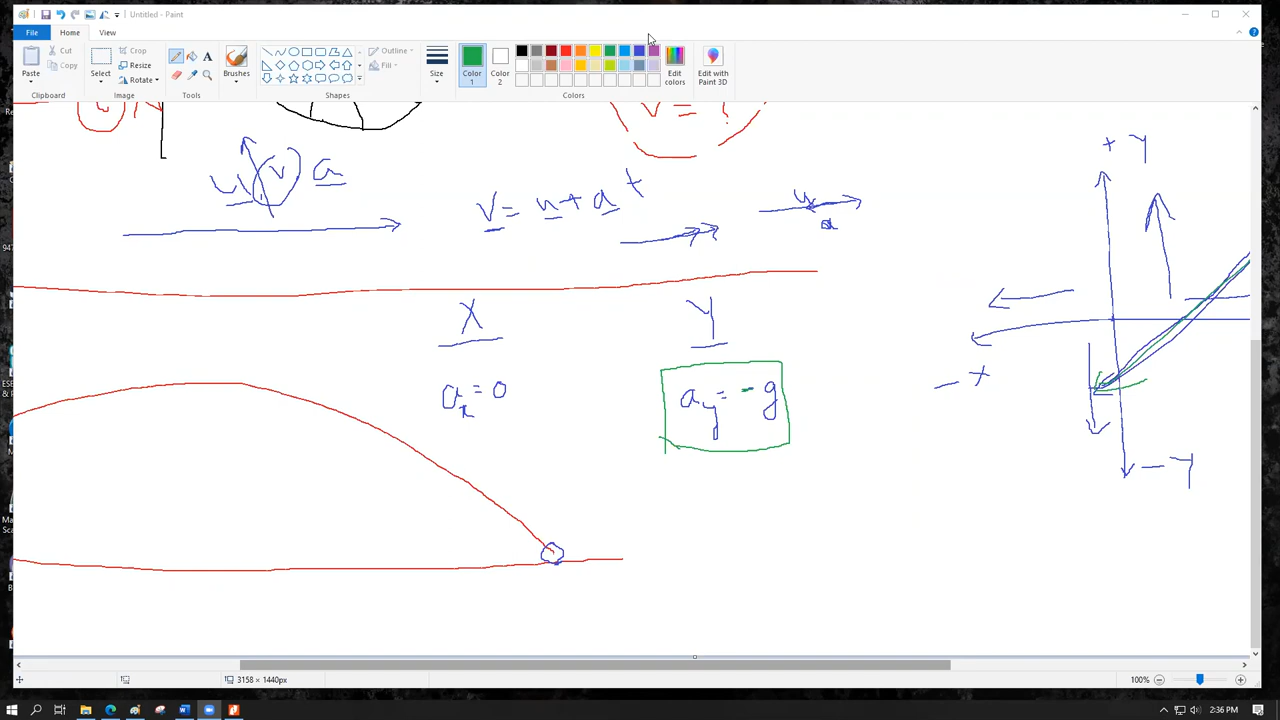 Untitled - Paint
File Home View
Paste Cut Copy Clipboard
Select Crop Resize Rotate Image
Tools
Brushes
Outline Fill Shapes
Size
Color 1 Color 2
Edit colors
Edit with Paint 3D
Colors
v = ?
u (v) a
v = u + a t
u
a
+ Y
X Y
a x = 0
a y = - g
- X
- Y
3158 × 1440px
100%
2:36 PM